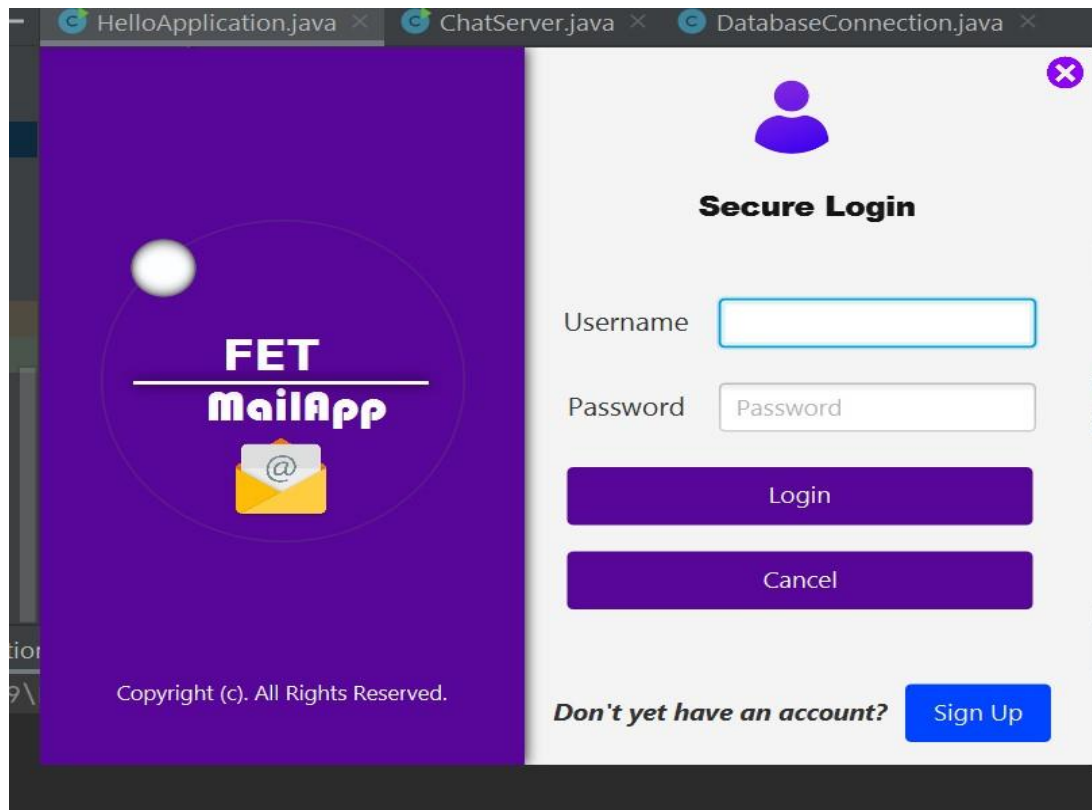 HelloApplication.java ChatServer.java DatabaseConnection.java
FET
MailApp
@
Copyright (c). All Rights Reserved.
Secure Login
Username
Password Password
Login
Cancel
Don't yet have an account? Sign Up